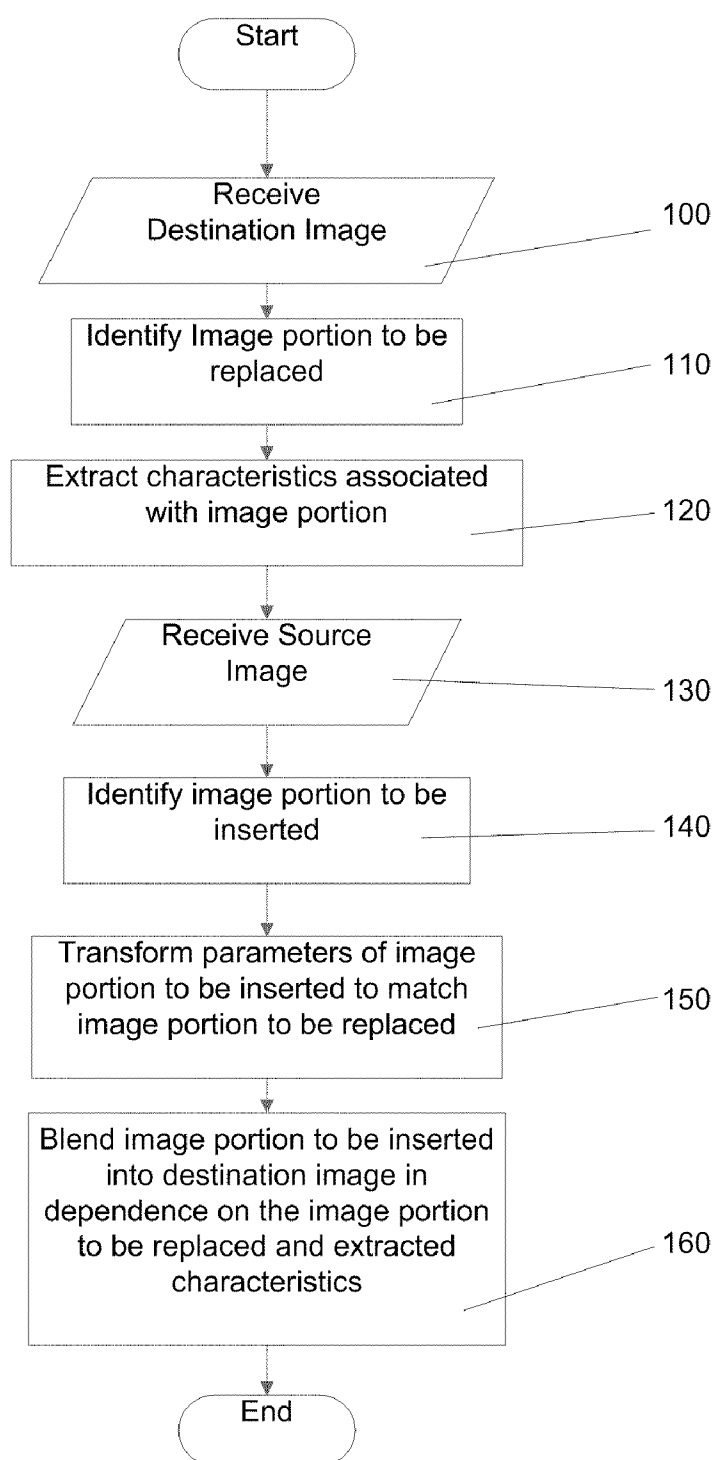 Start
Receive
Destination Image
100
Identify Image portion to be
replaced
110
Extract characteristics associated
with image portion
120
Receive Source
Image
130
Identify image portion to be
inserted
140
Transform parameters of image
portion to be inserted to match
image portion to be replaced
150
Blend image portion to be inserted
into destination image in
dependence on the image portion
to be replaced and extracted
characteristics
160
End